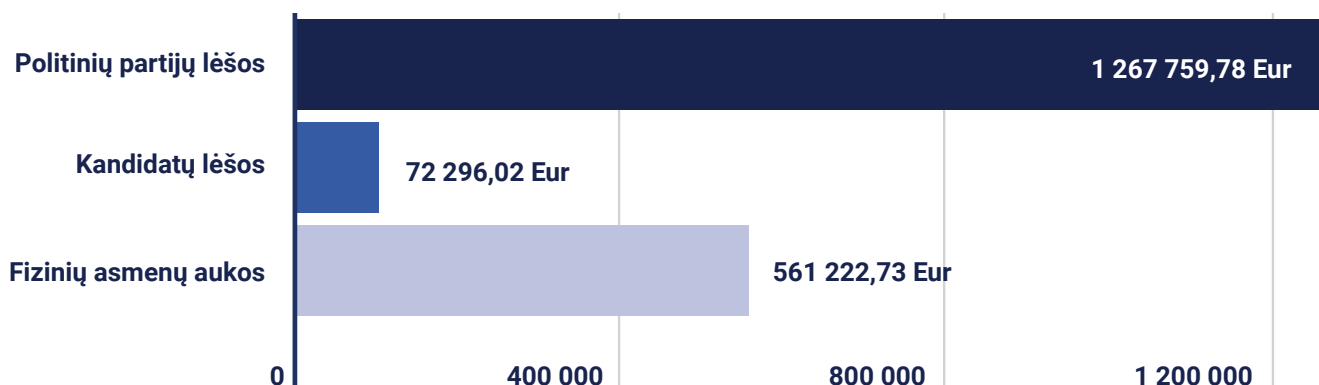 Politinių partijų lėšos
1 267 759,78 Eur
Kandidatų lėšos
72 296,02 Eur
Fizinių asmenų aukos
561 222,73 Eur
0 400 000 800 000 1 200 000